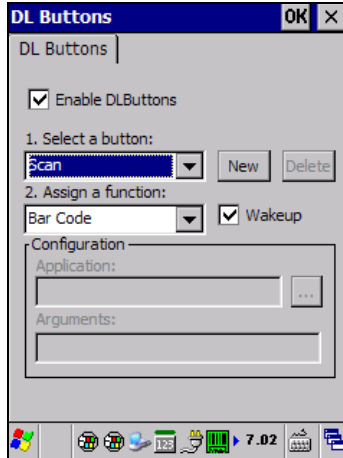 DL Buttons OK ×
DL Buttons
Enable DLButtons
1. Select a button:
Scan New Delete
2. Assign a function:
Bar Code Wakeup
Configuration
Application:
...
Arguments:
123 7.02